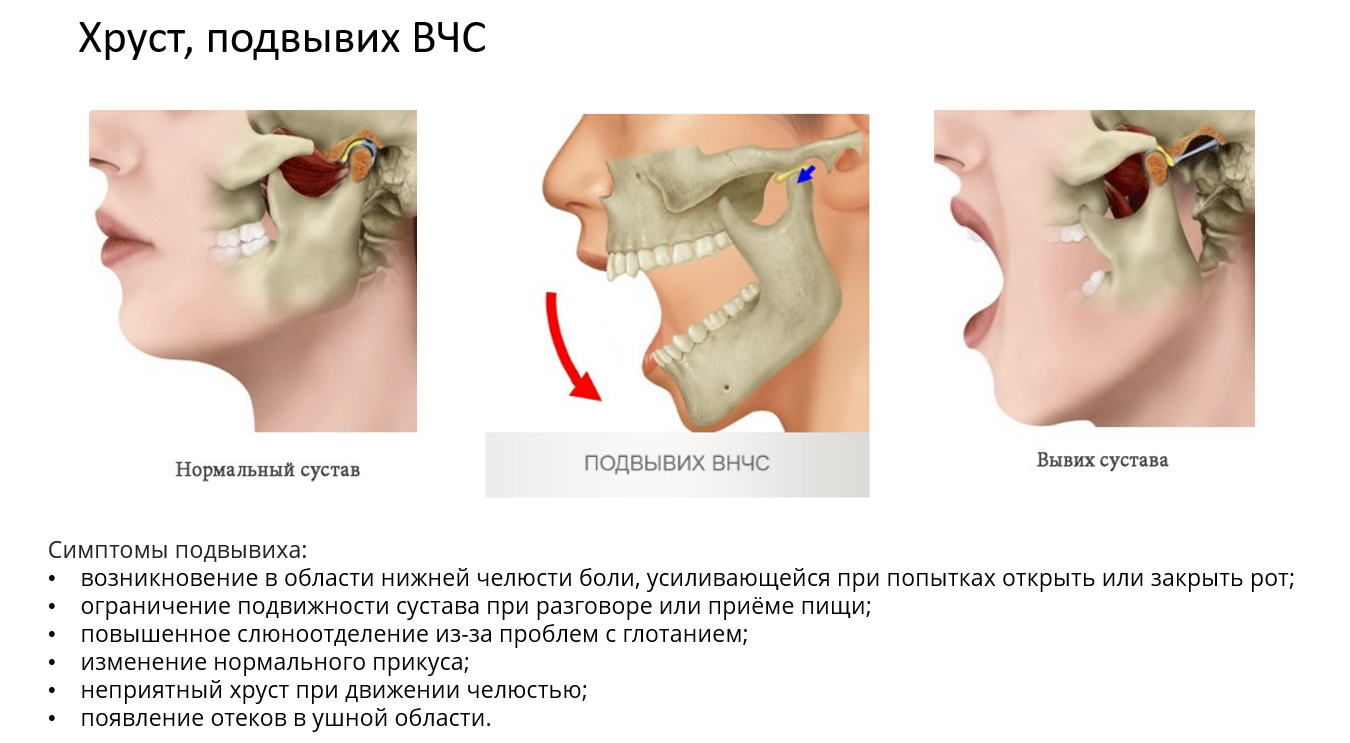 Хруст, подвывих ВЧС
Нормальный сустав
ПОДВЫВИХ ВНЧС
Вывих сустава
Симптомы подвывиха:
• возникновение в области нижней челюсти боли, усиливающейся при попытках открыть или закрыть рот;
• ограничение подвижности сустава при разговоре или приёме пищи;
• повышенное слюноотделение из-за проблем с глотанием;
• изменение нормального прикуса;
• неприятный хруст при движении челюстью;
• появление отеков в ушной области.